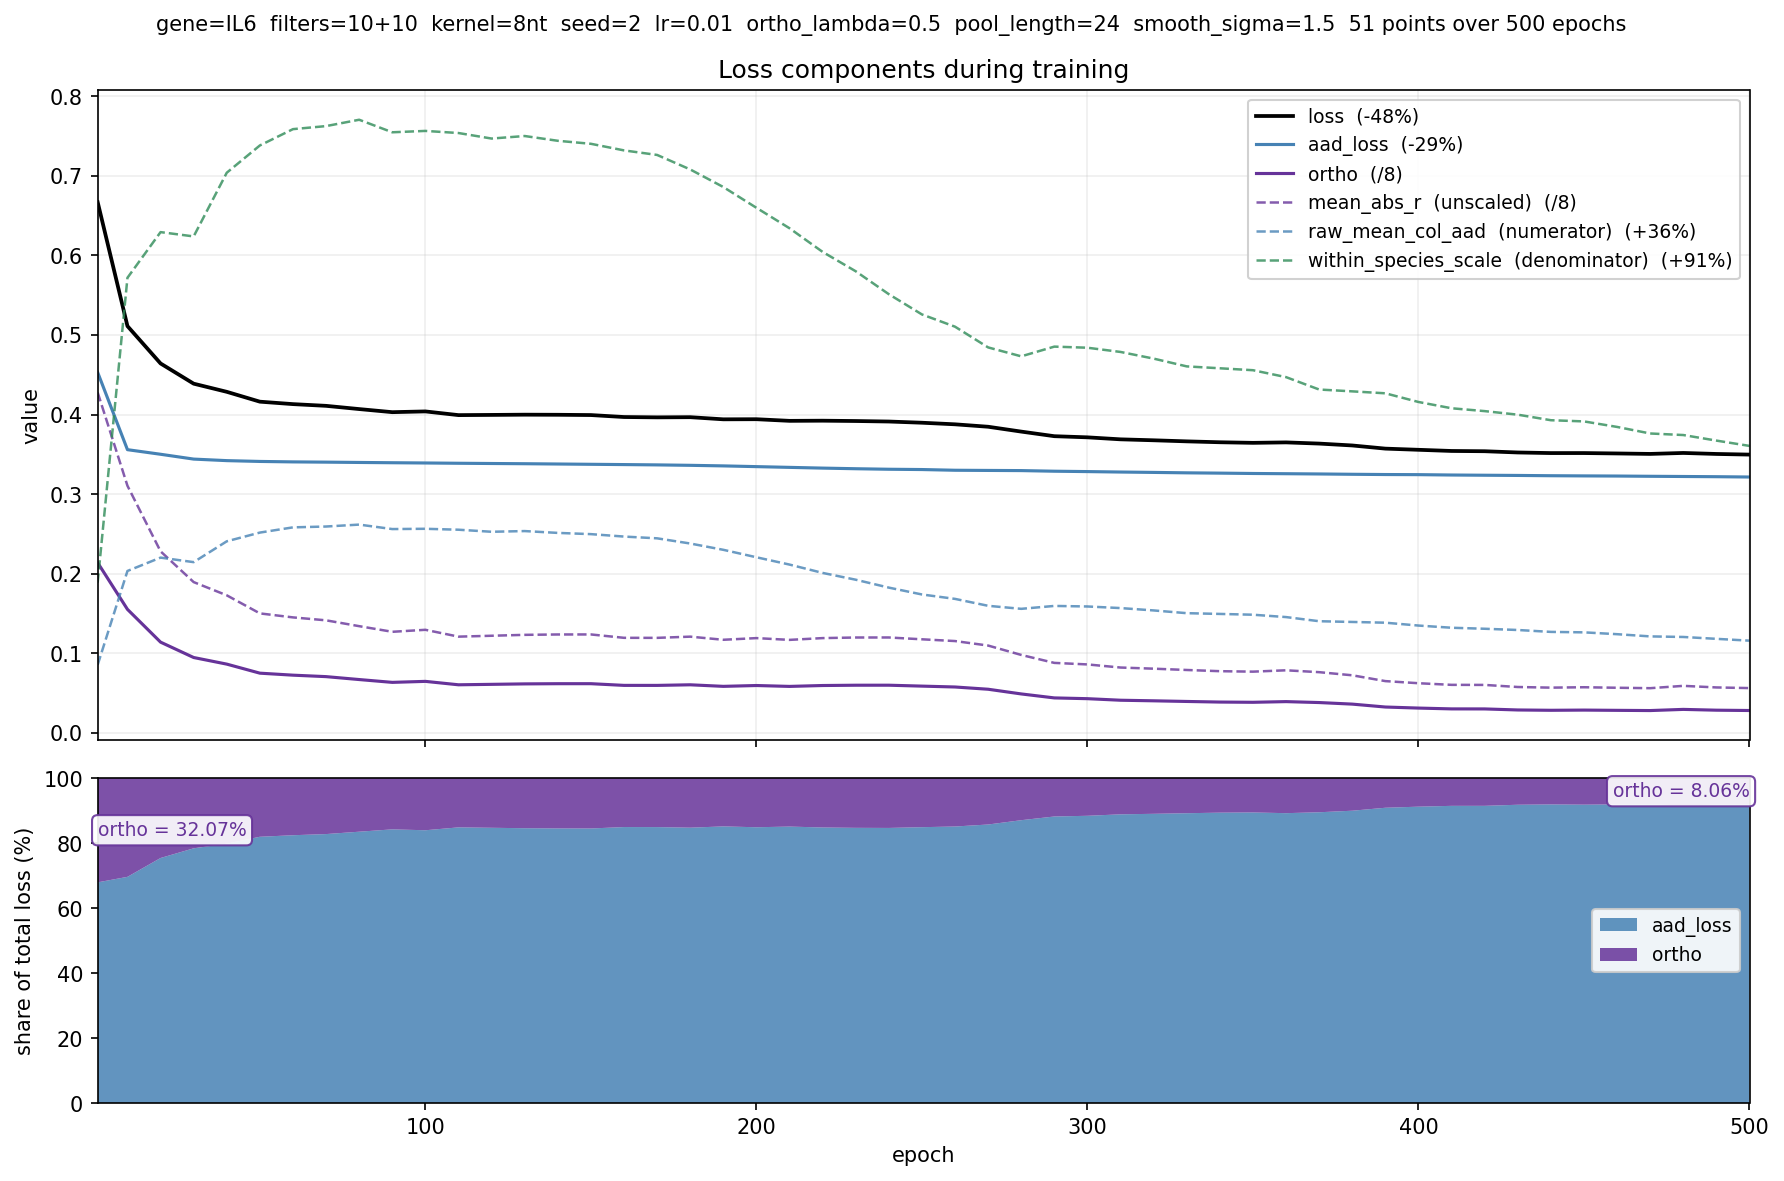 gene=IL6  filters=10+10  kernel=8nt  seed=2  lr=0.01  ortho_lambda=0.5  pool_length=24  smooth_sigma=1.5  51 points over 500 epochs
Loss components during training
0.8
0.7
0.6
0.5
0.4
0.3
0.2
0.1
0.0
value
loss  (-48%)
aad_loss  (-29%)
ortho  (/8)
mean_abs_r  (unscaled)  (/8)
raw_mean_col_aad  (numerator)  (+36%)
within_species_scale  (denominator)  (+91%)
100
80
60
40
20
0
share of total loss (%)
ortho = 32.07%
ortho = 8.06%
aad_loss
ortho
100
200
300
400
500
epoch